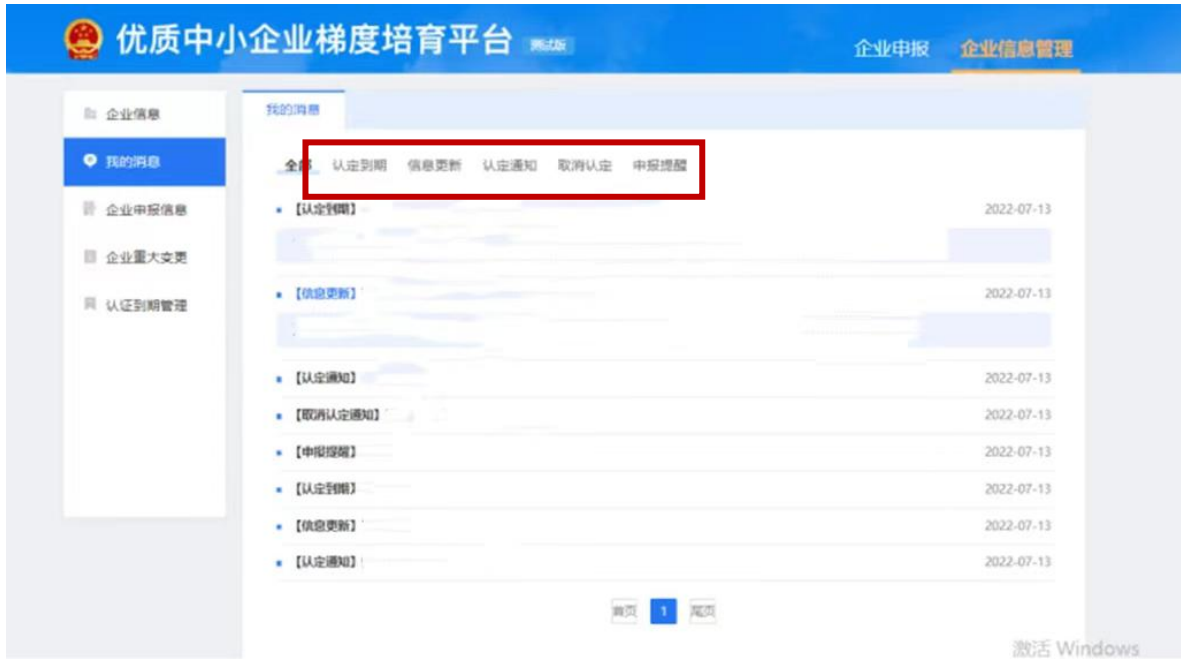 优质中小企业梯度培育平台 测试版
企业申报 企业信息管理
企业信息
我的消息
企业申报信息
企业重大变更
认证到期管理
我的消息
全部 认定到期 信息更新 认定通知 取消认定 申报提醒
【认定到期】 2022-07-13
【信息更新】 2022-07-13
【认定通知】 2022-07-13
【取消认定通知】 2022-07-13
【申报提醒】 2022-07-13
【认定到期】 2022-07-13
【信息更新】 2022-07-13
【认定通知】 2022-07-13
首页 1 尾页
激活 Windows